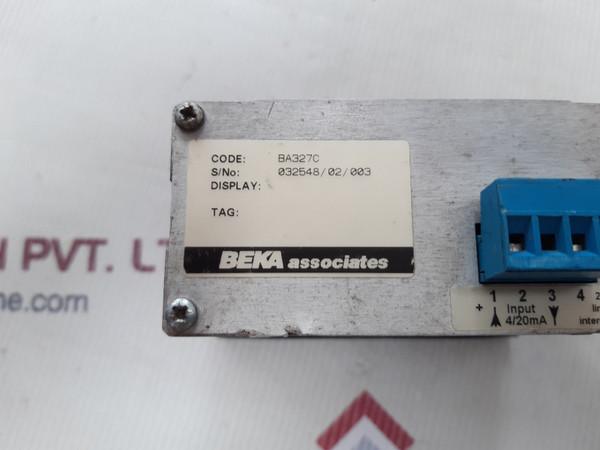 CODE: BA327C
S/No: 032548/02/003
DISPLAY:
TAG:
BEKA associates
1 2 3 4
+ Input
4/20mA
H PVT. LT
ne.com